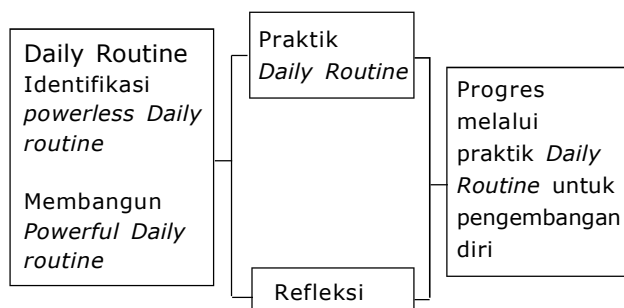 Daily Routine
Identifikasi
powerless Daily
routine
Membangun
Powerful Daily
routine
Praktik
Daily Routine
Refleksi
Progres
melalui
praktik Daily
Routine untuk
pengembangan
diri